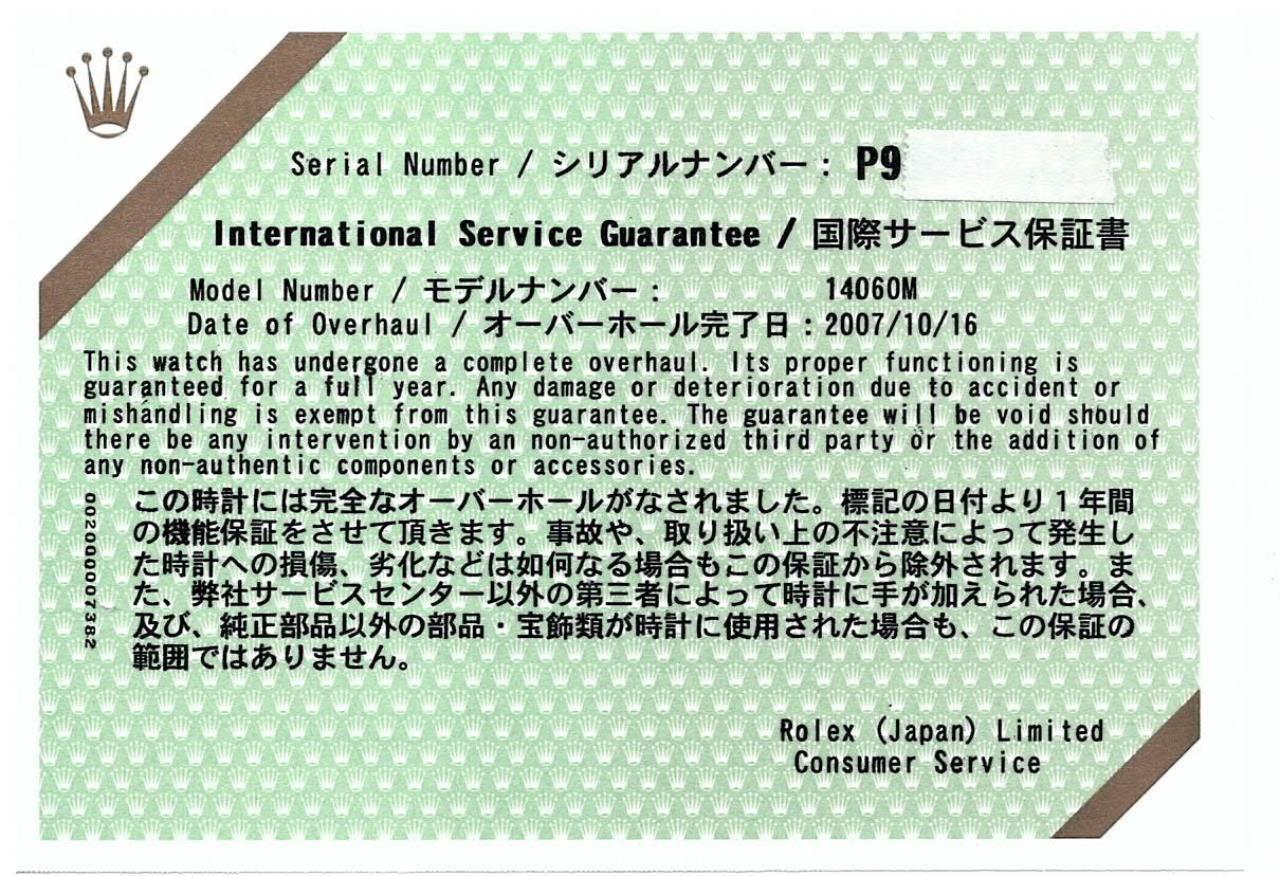 Serial Number / シリアルナンバー : P9
International Service Guarantee / 国際サービス保証書
Model Number / モデルナンバー : 14060M
Date of Overhaul / オーバーホール完了日 : 2007/10/16
This watch has undergone a complete overhaul. Its proper functioning is
guaranteed for a full year. Any damage or deterioration due to accident or
mishandling is exempt from this guarantee. The guarantee will be void should
there be any intervention by an non-authorized third party or the addition of
any non-authentic components or accessories.
この時計には完全なオーバーホールがなされました。標記の日付より1年間
の機能保証をさせて頂きます。事故や、取り扱い上の不注意によって発生し
た時計への損傷、劣化などは如何なる場合もこの保証から除外されます。ま
た、弊社サービスセンター以外の第三者によって時計に手が加えられた場合、
及び、純正部品以外の部品・宝飾類が時計に使用された場合も、この保証の
範囲ではありません。
Rolex (Japan) Limited
Consumer Service